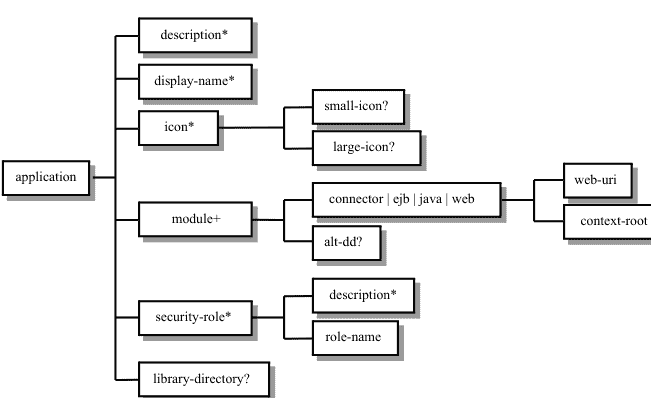 description*
display-name*
icon*
small-icon?
large-icon?
application
module+
connector | ejb | java | web
web-uri
context-root
alt-dd?
security-role*
description*
role-name
library-directory?